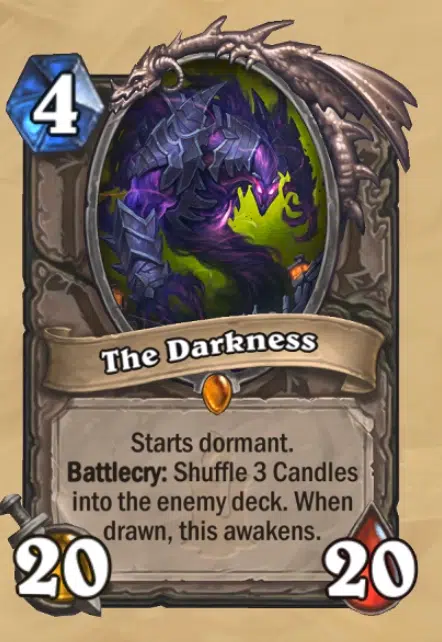 4
The Darkness
Starts dormant.
Battlecry: Shuffle 3 Candles
into the enemy deck. When
drawn, this awakens.
20
20